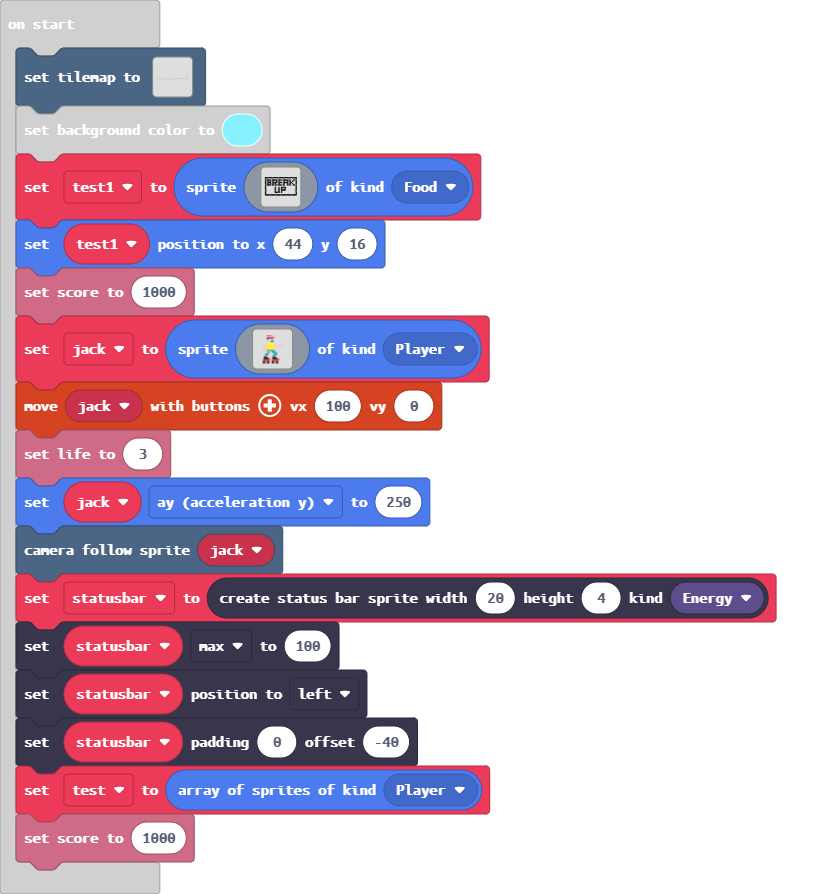 on start
set tilemap to
set background color to
set test1 to sprite BREAK UP of kind Food
set test1 position to x 44 y 16
set score to 1000
set jack to sprite of kind Player
move jack with buttons vx 100 vy 0
set life to 3
set jack ay (acceleration y) to 250
camera follow sprite jack
set statusbar to create status bar sprite width 20 height 4 kind Energy
set statusbar max to 100
set statusbar position to left
set statusbar padding 0 offset -40
set test to array of sprites of kind Player
set score to 1000